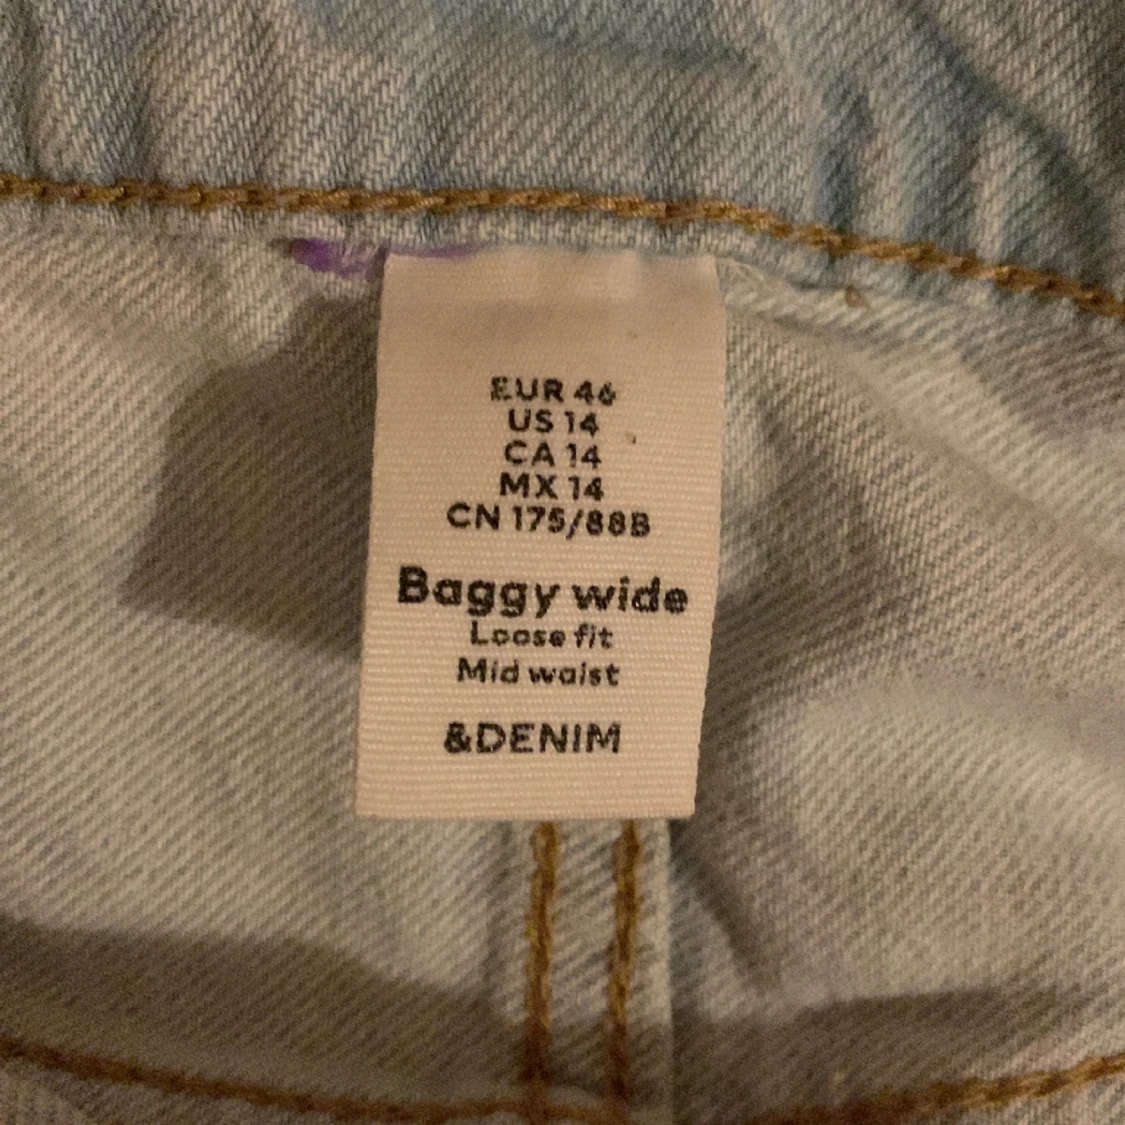 EUR 46
US 14
CA 14
MX 14
CN 175/88B
Baggy wide
Loose fit
Mid waist
&DENIM